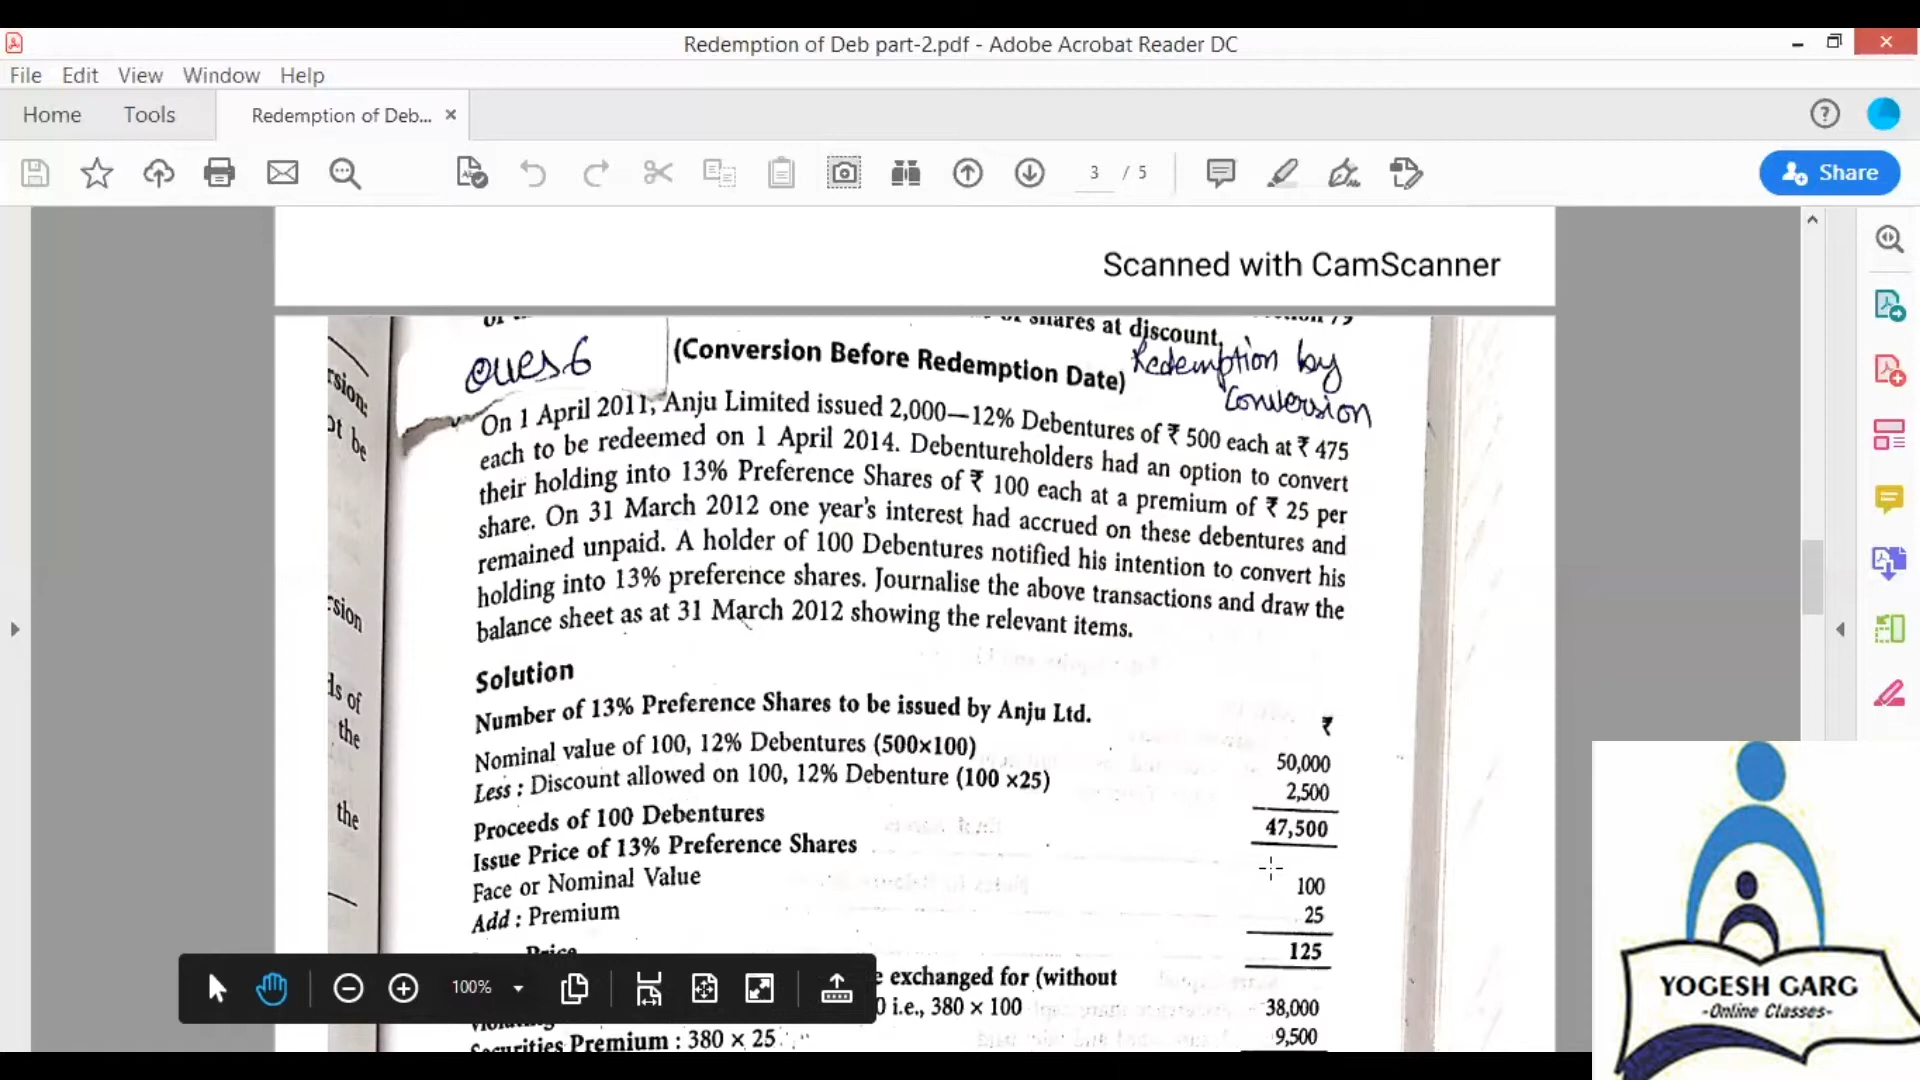 Redemption of Deb part-2.pdf - Adobe Acrobat Reader DC
File Edit View Window Help
Home Tools Redemption of Deb... ×
3 / 5
Share
Scanned with CamScanner
shares at discount,
Ques 6
(Conversion Before Redemption Date) Redemption by
Conversion
On 1 April 2011, Anju Limited issued 2,000—12% Debentures of ₹ 500 each at ₹ 475
each to be redeemed on 1 April 2014. Debentureholders had an option to convert
their holding into 13% Preference Shares of ₹ 100 each at a premium of ₹ 25 per
share. On 31 March 2012 one year's interest had accrued on these debentures and
remained unpaid. A holder of 100 Debentures notified his intention to convert his
holding into 13% preference shares. Journalise the above transactions and draw the
balance sheet as at 31 March 2012 showing the relevant items.
Solution
Number of 13% Preference Shares to be issued by Anju Ltd. ₹
Nominal value of 100, 12% Debentures (500×100) 50,000
Less : Discount allowed on 100, 12% Debenture (100 ×25) 2,500
Proceeds of 100 Debentures 47,500
Issue Price of 13% Preference Shares
Face or Nominal Value 100
Add : Premium 25
Price 125
exchanged for (without
0 i.e., 380 × 100 38,000
Securities Premium : 380 × 25 9,500
100%
rsion:
ot be
rsion
ls of
the
the
YOGESH GARG
-Online Classes-